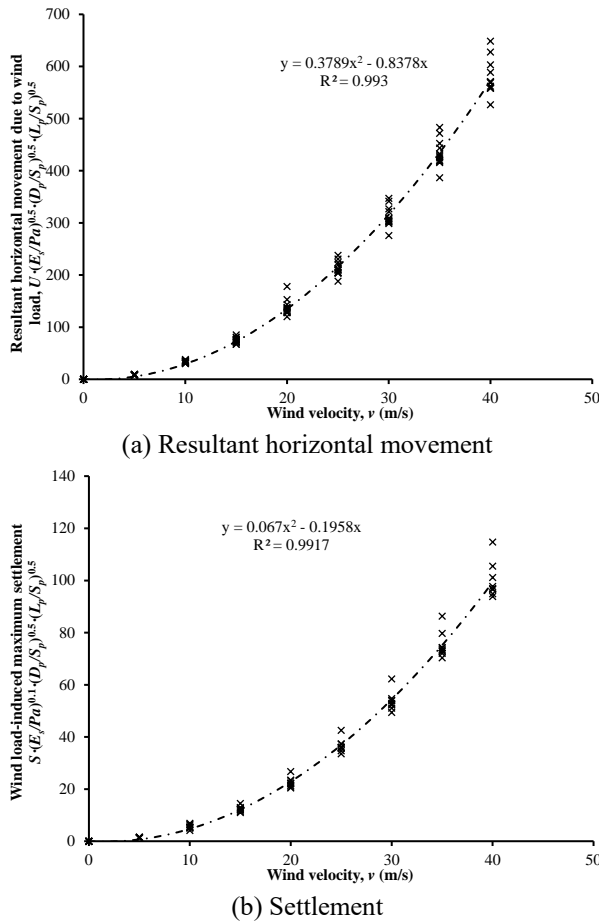 700
600
500
400
300
200
100
0
Resultant horizontal movement due to wind
load, U·(Es/Pa)^0.5·(Dp/Sp)^0.5·(Lp/Sp)^0.5
y = 0.3789x² - 0.8378x
R² = 0.993
0 10 20 30 40 50
Wind velocity, v (m/s)
(a) Resultant horizontal movement
140
120
100
80
60
40
20
0
Wind load-induced maximum settlement
S·(Es/Pa)^0.1·(Dp/Sp)^0.5·(Lp/Sp)^0.5
y = 0.067x² - 0.1958x
R² = 0.9917
0 10 20 30 40 50
Wind velocity, v (m/s)
(b) Settlement